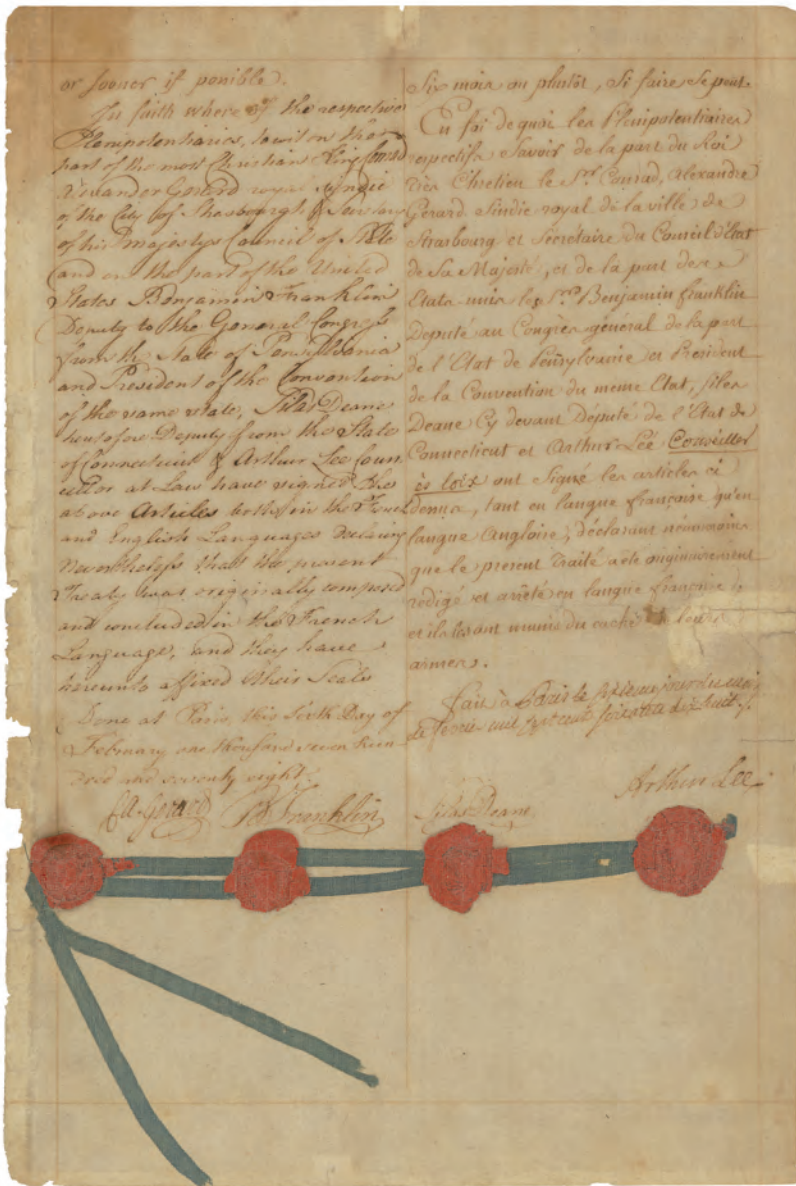 or sooner if possible.
In faith where of the respective
Plenipotentiaries, to wit on the
part of the most Christian King Conrad
Alexander Gerard royal syndic
of the City of Strasbourgh & Secretary
of his majestys Council of State
and on the part of the United
States Benjamin Franklin
Deputy to the General Congress
from the State of Pensylvania
and President of the Convention
of the same state, Silas Deane
heretofore Deputy from the State
of Connecticut & Arthur Lee Coun
cellor at Law have signed the
above Articles both in the French
and English Languages declaring
Nevertheless that the present
Treaty was originally composed
and concluded in the French
Language, and they have
hereunto affixed their Seals
Done at Paris, this sixth Day of
February one thousand seven hun
dred and seventy eight.
six mois ou plutôt, si faire se peut.
En foi de quoi les Plenipotentiaires
respectifs Savoir de la part du Roi
très Chretien le Sr. Conrad, Alexandre
Gerard Sindic royal de la ville de
Strasbourg et Secrétaire du Conseil d'Etat
de Sa Majesté, et de la part des
Etats-unis les Srs. Benjamin franklin
Deputé au Congrès général de la part
de l'Etat de Pensylvanie et President
de la Convention du meme Etat, Silas
Deane Cy devant Député de l'Etat de
Connecticut et Arthur Lée Conseiller
ès loix ont signé les articles ci
dessus, tant en langue françoise qu'en
langue Angloise, déclarant néanmoins
que le present Traité a été originairement
redigé et arrêté en langue françoise
et ils les ont munis du cachet de leurs
armes.
fait à Paris le sixieme jour du mois
de fevrier mil sept cent soixante dix huit.
CA Gerard B Franklin Silas Deane Arthur Lee